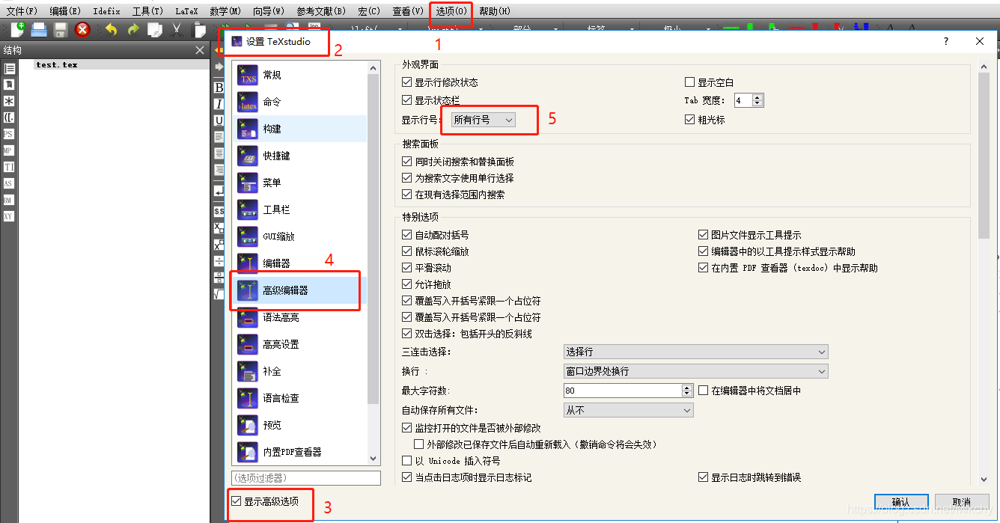 文件(F) 编辑(E) Idefix 工具(T) LaTeX 数学(M) 向导(W) 参考文献(B) 宏(C) 查看(V) 选项(O) 帮助(H)
1
结构
test.tex
B
I
U
PS
MP
TI
AS
BM
XY
$$
设置 TeXstudio
2
?
常规
命令
构建
快捷键
菜单
工具栏
GUI缩放
编辑器
4
高级编辑器
语法高亮
高亮设置
补全
语言检查
预览
内置PDF查看器
(选项过滤器)
显示高级选项
3
外观界面
显示行修改状态
显示空白
显示状态栏
Tab 宽度: 4
显示行号: 所有行号
5
粗光标
搜索面板
同时关闭搜索和替换面板
为搜索文字使用单行选择
在现有选择范围内搜索
特别选项
自动配对括号
图片文件显示工具提示
鼠标滚轮缩放
编辑器中的以工具提示样式显示帮助
平滑滚动
在内置 PDF 查看器 (texdoc) 中显示帮助
允许拖放
覆盖写入开括号紧跟一个占位符
覆盖写入开括号紧跟一个占位符
双击选择: 包括开头的反斜线
三连击选择: 选择行
换行 : 窗口边界处换行
最大字符数: 80 在编辑器中将文档居中
自动保存所有文件: 从不
监控打开的文件是否被外部修改
外部修改已保存文件后自动重新载入 (撤销命令将会失效)
以 Unicode 插入符号
当点击日志项时显示日志标记
显示日志时跳转到错误
确认 取消